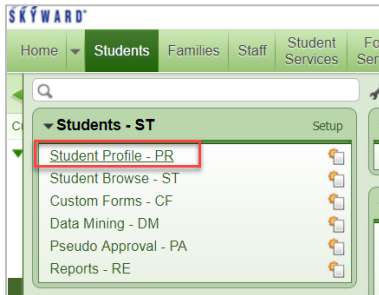 SKYWARD®
Home Students Families Staff Student Services
Students - ST Setup
Student Profile - PR
Student Browse - ST
Custom Forms - CF
Data Mining - DM
Pseudo Approval - PA
Reports - RE